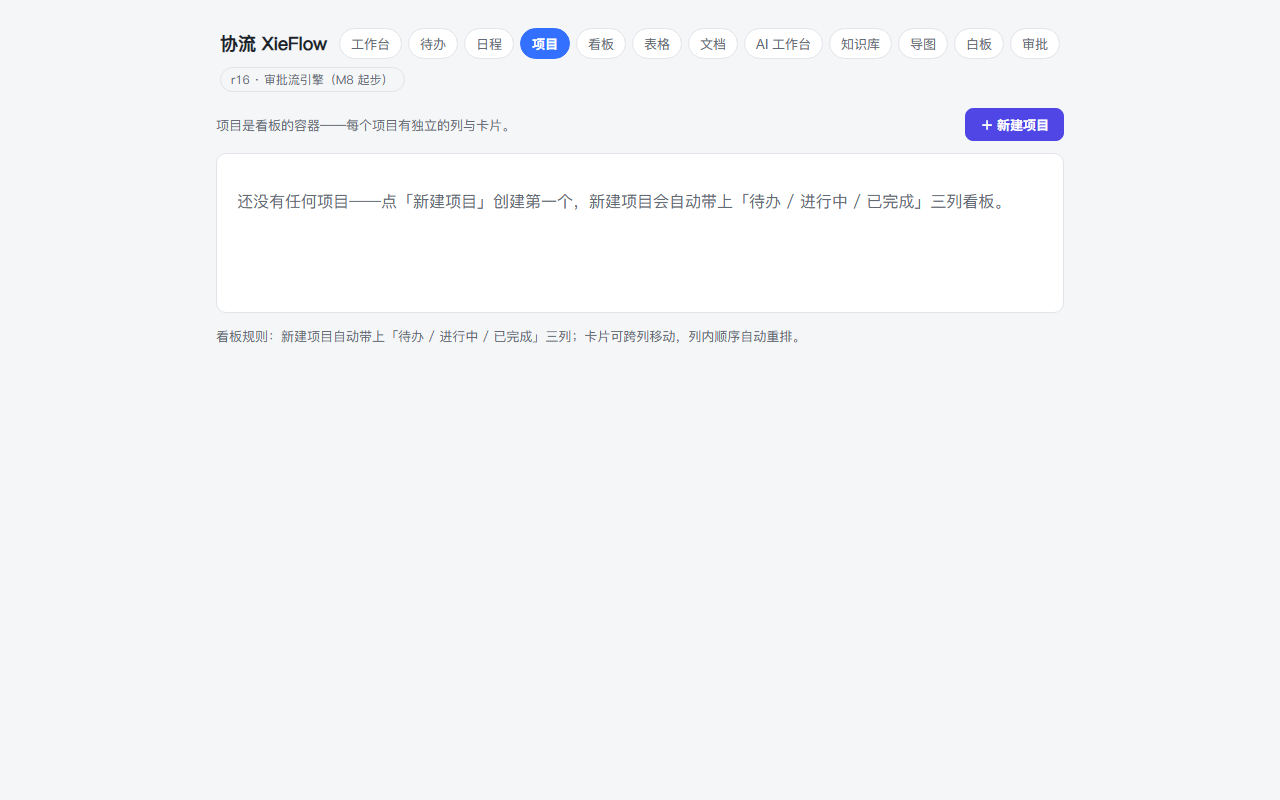 协流 XieFlow 工作台 待办 日程 项目 看板 表格 文档 AI 工作台 知识库 导图 白板 审批
r16 · 审批流引擎（M8 起步）
项目是看板的容器——每个项目有独立的列与卡片。 ＋ 新建项目
还没有任何项目——点「新建项目」创建第一个，新建项目会自动带上「待办 / 进行中 / 已完成」三列看板。
看板规则：新建项目自动带上「待办 / 进行中 / 已完成」三列；卡片可跨列移动，列内顺序自动重排。